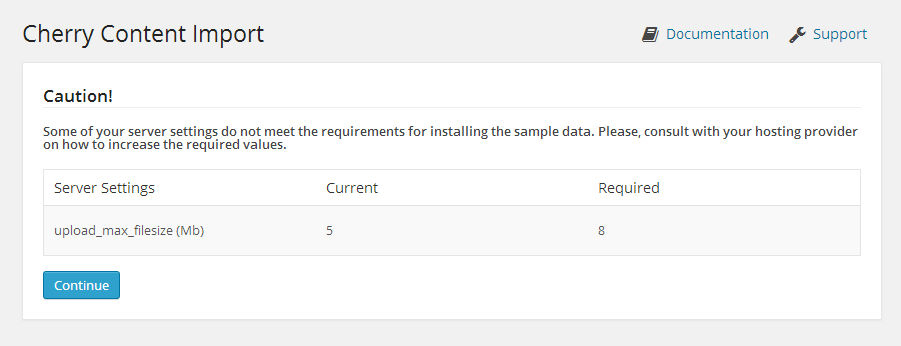 Cherry Content Import
Documentation Support
Caution!
Some of your server settings do not meet the requirements for installing the sample data. Please, consult with your hosting provider
on how to increase the required values.
Server Settings Current Required
upload_max_filesize (Mb) 5 8
Continue